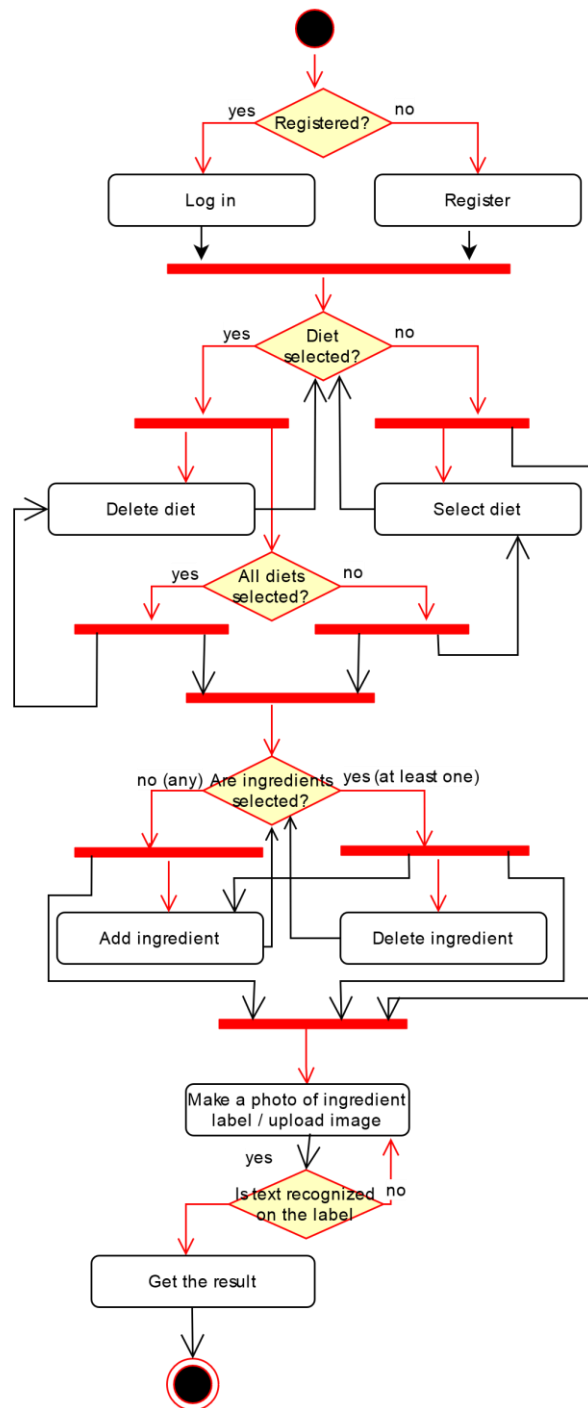 Registered?
yes
no
Log in
Register
Diet
selected?
yes
no
Delete diet
Select diet
All diets
selected?
yes
no
Are ingredients
selected?
no (any)
yes (at least one)
Add ingredient
Delete ingredient
Make a photo of ingredient
label / upload image
yes
Is text recognized
on the label
no
Get the result